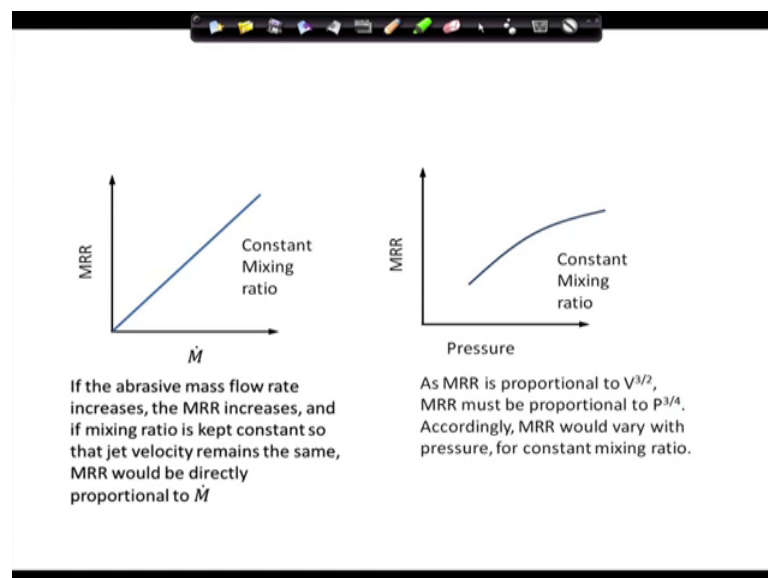 MRR
Constant
Mixing
ratio
Ṁ
If the abrasive mass flow rate
increases, the MRR increases, and
if mixing ratio is kept constant so
that jet velocity remains the same,
MRR would be directly
proportional to Ṁ
MRR
Constant
Mixing
ratio
Pressure
As MRR is proportional to V³/²,
MRR must be proportional to P³/⁴.
Accordingly, MRR would vary with
pressure, for constant mixing ratio.